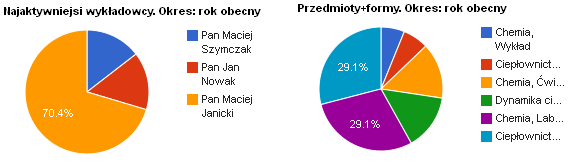 Najaktywniejsi wykładowcy. Okres: rok obecny
Pan Maciej
Szymczak
Pan Jan
Nowak
Pan Maciej
Janicki
70.4%
Przedmioty+formy. Okres: rok obecny
Chemia,
Wykład
Ciepłownict...
Chemia, Ćwi...
Dynamika ci...
Chemia, Lab...
Ciepłownict...
29.1%
29.1%